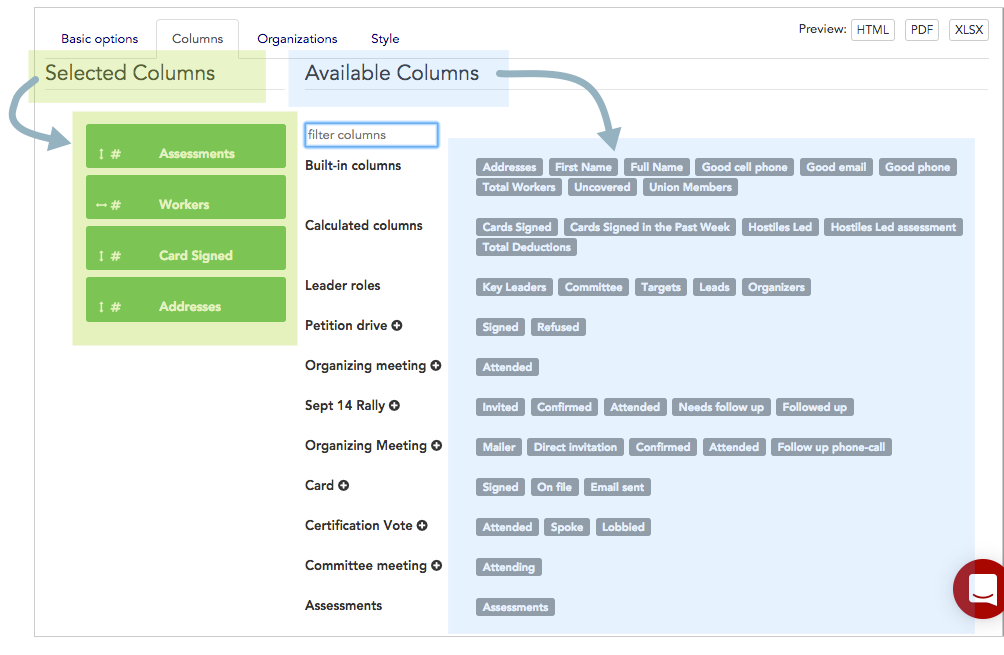 Basic options Columns Organizations Style Preview: HTML PDF XLSX
Selected Columns
# Assessments
# Workers
# Card Signed
# Addresses
Available Columns
filter columns
Built-in columns Addresses First Name Full Name Good cell phone Good email Good phone
Total Workers Uncovered Union Members
Calculated columns Cards Signed Cards Signed in the Past Week Hostiles Led Hostiles Led assessment
Total Deductions
Leader roles Key Leaders Committee Targets Leads Organizers
Petition drive Signed Refused
Organizing meeting Attended
Sept 14 Rally Invited Confirmed Attended Needs follow up Followed up
Organizing Meeting Mailer Direct invitation Confirmed Attended Follow up phone-call
Card Signed On file Email sent
Certification Vote Attended Spoke Lobbied
Committee meeting Attending
Assessments Assessments